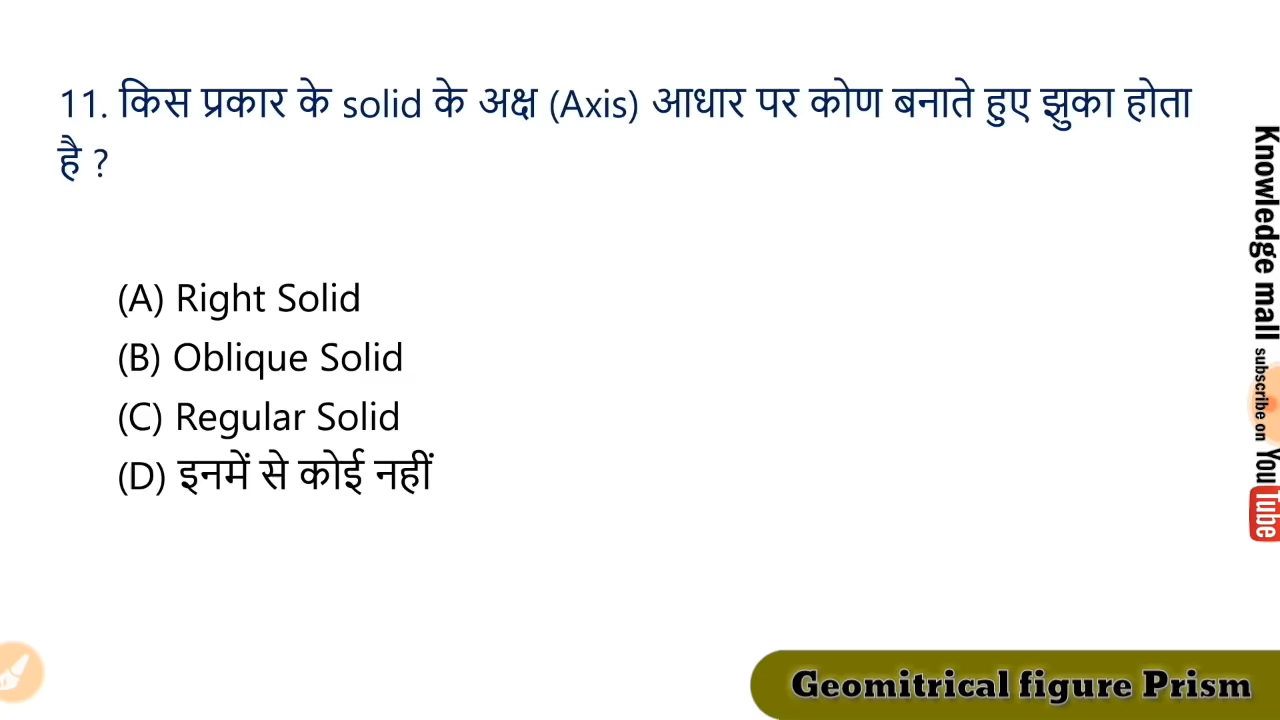 11. किस प्रकार के solid के अक्ष (Axis) आधार पर कोण बनाते हुए झुका होता
है ?
(A) Right Solid
(B) Oblique Solid
(C) Regular Solid
(D) इनमें से कोई नहीं
Knowledge mall subscribe on YouTube
Geomitrical figure Prism